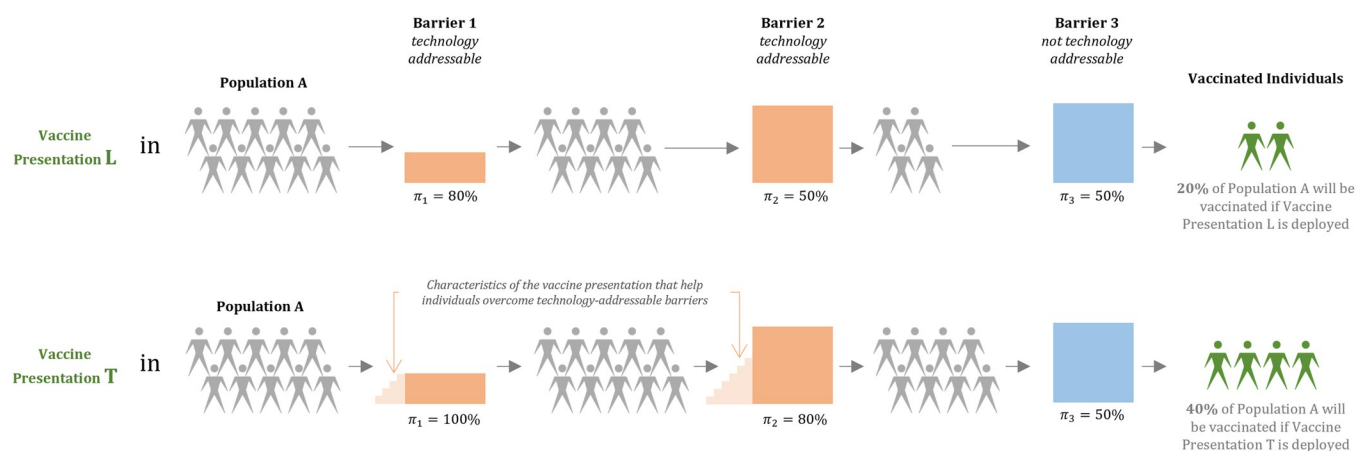 Barrier 1
technology
addressable
Barrier 2
technology
addressable
Barrier 3
not technology
addressable
Population A
Vaccinated Individuals
Vaccine
Presentation L
in
π₁ = 80%
π₂ = 50%
π₃ = 50%
20% of Population A will be
vaccinated if Vaccine
Presentation L is deployed
Characteristics of the vaccine presentation that help
individuals overcome technology-addressable barriers
Population A
Vaccine
Presentation T
in
π₁ = 100%
π₂ = 80%
π₃ = 50%
40% of Population A will
be vaccinated if Vaccine
Presentation T is deployed